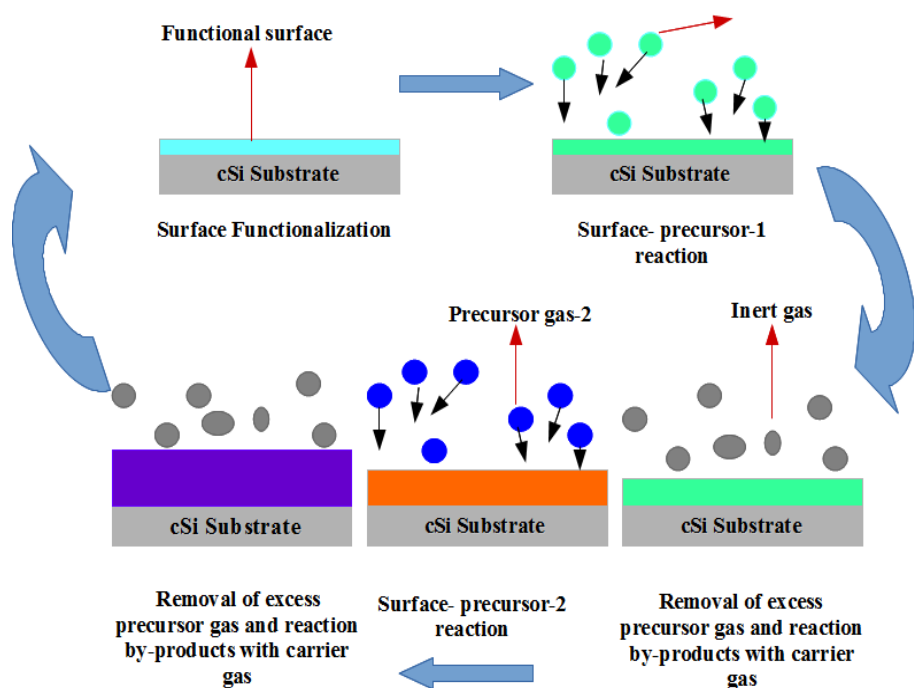 Functional surface
cSi Substrate
Surface Functionalization
cSi Substrate
Surface- precursor-1
reaction
Precursor gas-2
Inert gas
cSi Substrate
cSi Substrate
cSi Substrate
Removal of excess
precursor gas and reaction
by-products with carrier
gas
Surface- precursor-2
reaction
Removal of excess
precursor gas and reaction
by-products with carrier
gas